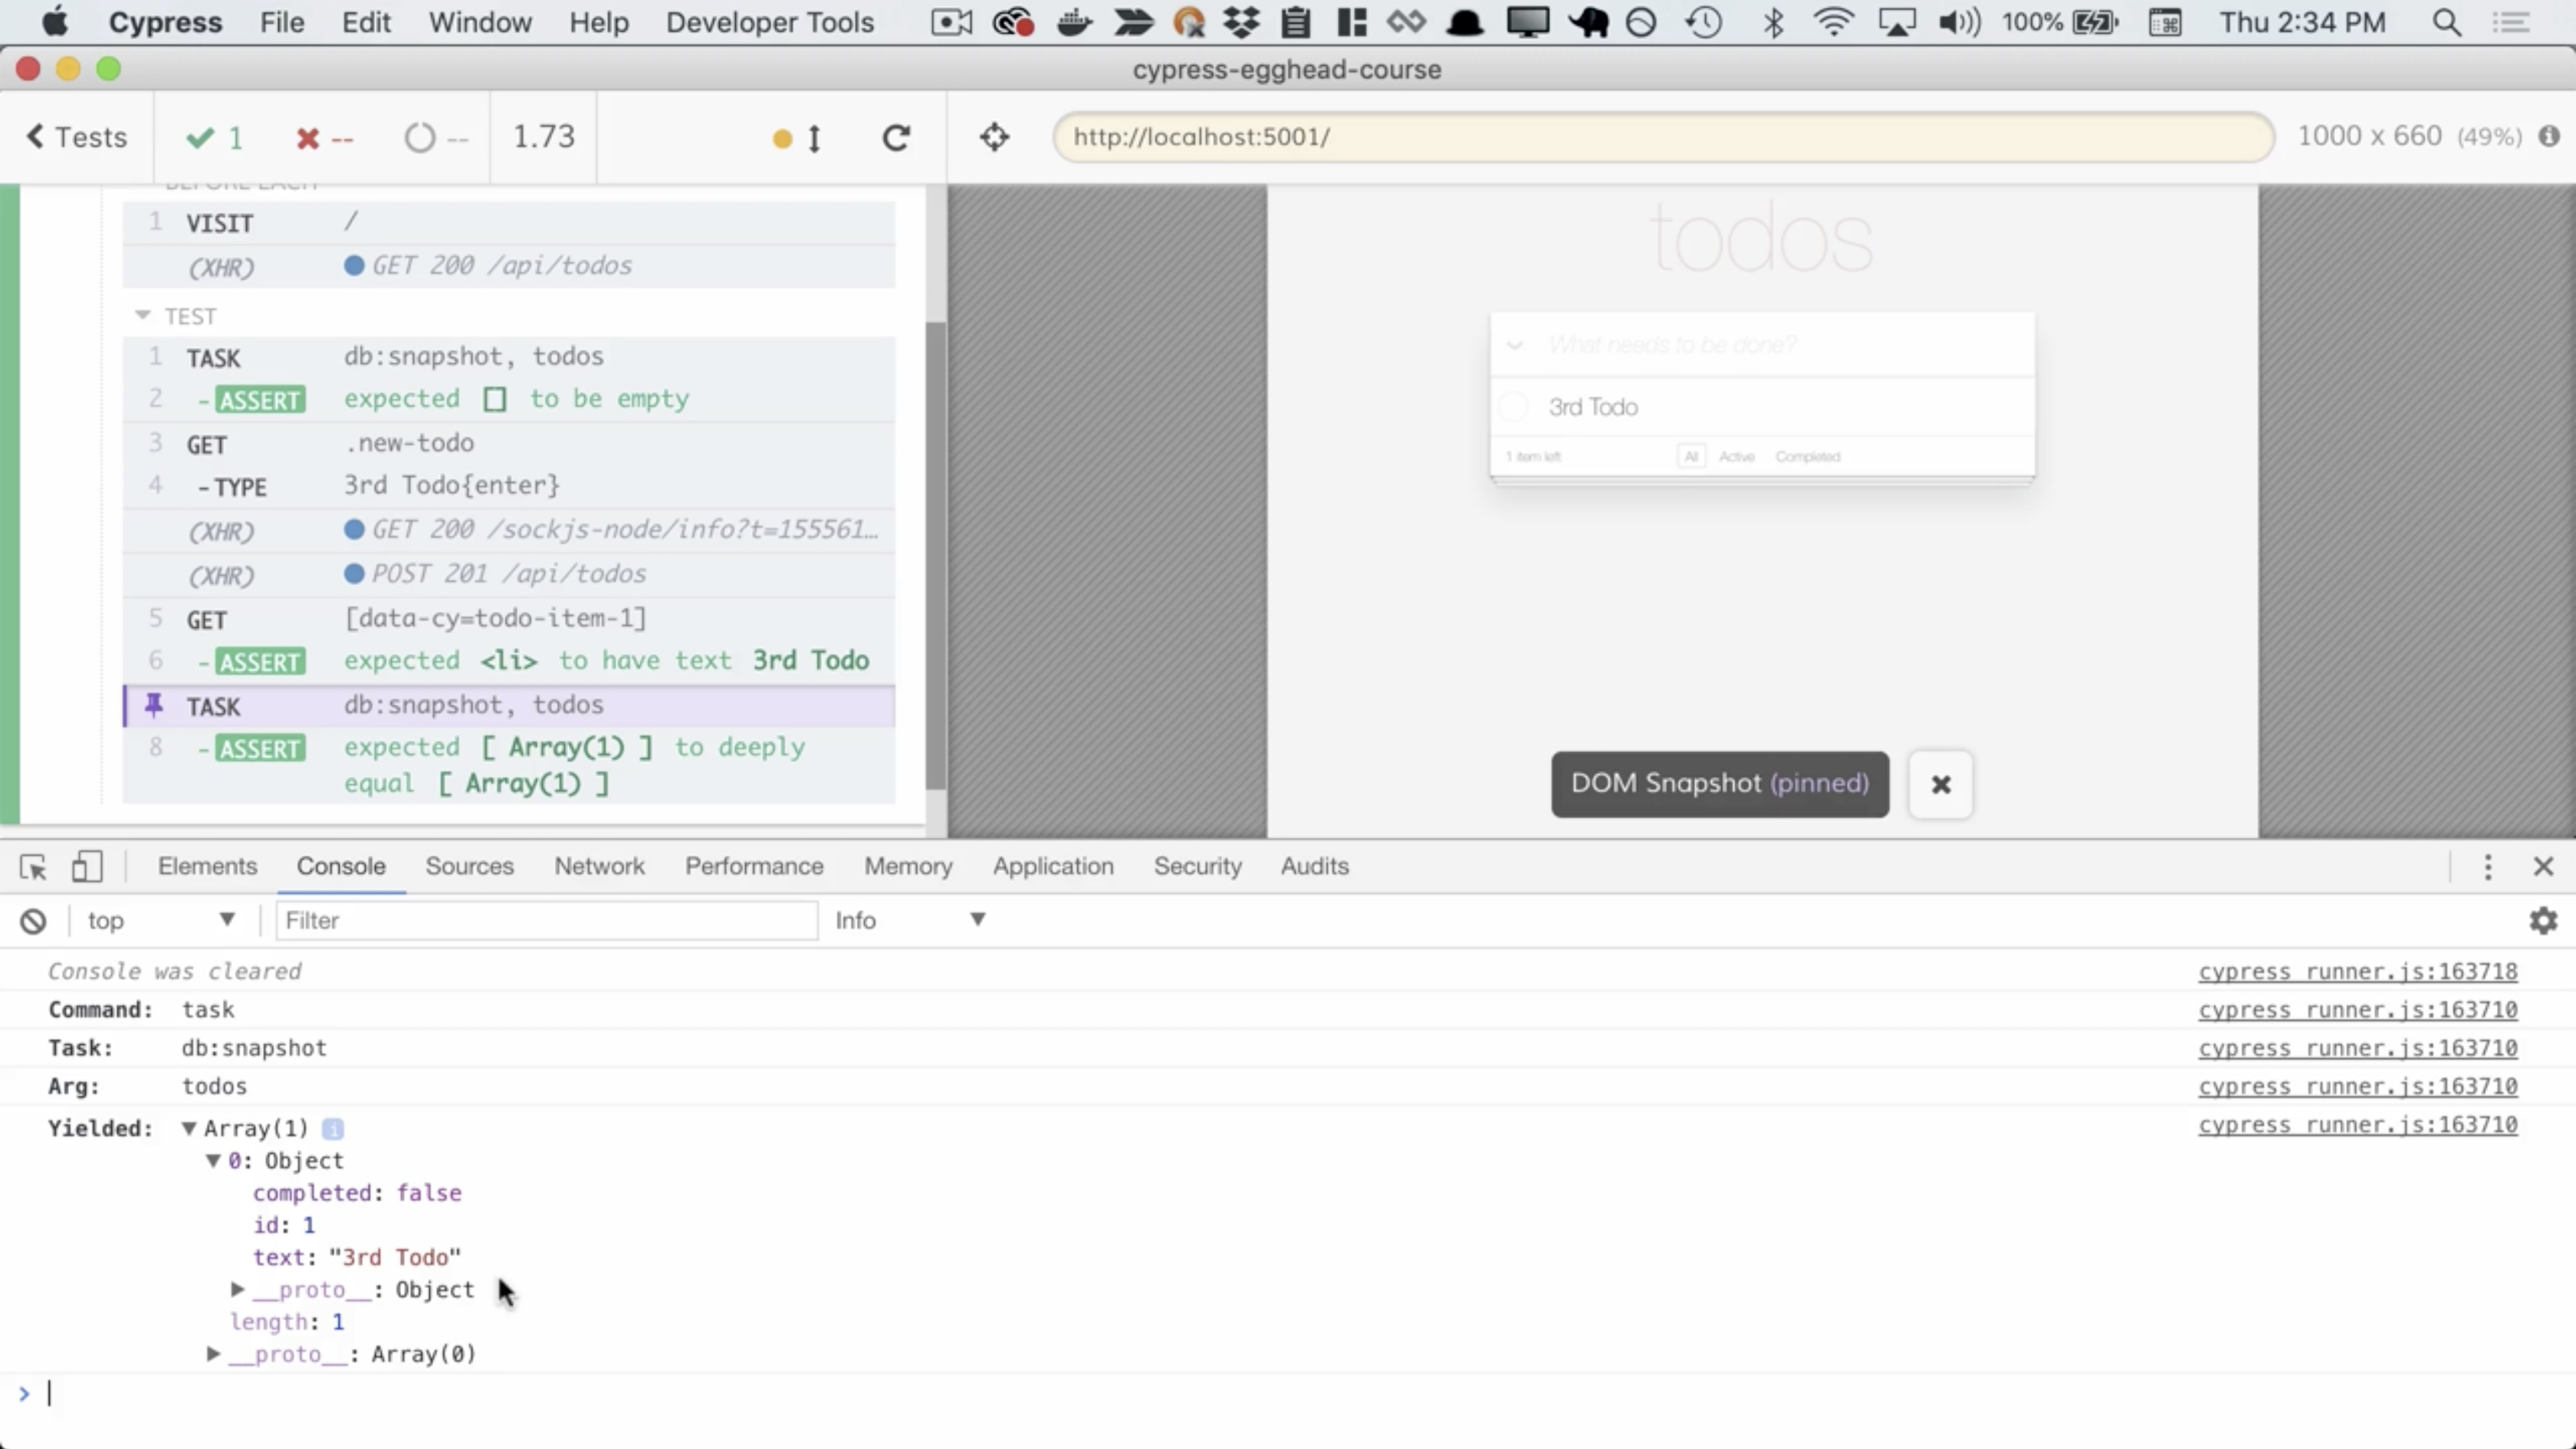 Cypress File Edit Window Help Developer Tools 100% Thu 2:34 PM
cypress-egghead-course
Tests 1 -- -- 1.73 http://localhost:5001/ 1000 x 660 (49%)
BEFORE EACH
1 VISIT /
(XHR) GET 200 /api/todos
TEST
1 TASK db:snapshot, todos
2 -ASSERT expected [] to be empty
3 GET .new-todo
4 -TYPE 3rd Todo{enter}
(XHR) GET 200 /sockjs-node/info?t=155561…
(XHR) POST 201 /api/todos
5 GET [data-cy=todo-item-1]
6 -ASSERT expected <li> to have text 3rd Todo
TASK db:snapshot, todos
8 -ASSERT expected [ Array(1) ] to deeply
equal [ Array(1) ]
todos
What needs to be done?
3rd Todo
1 item left All Active Completed
DOM Snapshot (pinned)
Elements Console Sources Network Performance Memory Application Security Audits
top Filter Info
Console was cleared cypress_runner.js:163718
Command: task cypress_runner.js:163710
Task: db:snapshot cypress_runner.js:163710
Arg: todos cypress_runner.js:163710
Yielded: Array(1) i cypress_runner.js:163710
0: Object
completed: false
id: 1
text: "3rd Todo"
__proto__: Object
length: 1
__proto__: Array(0)
>